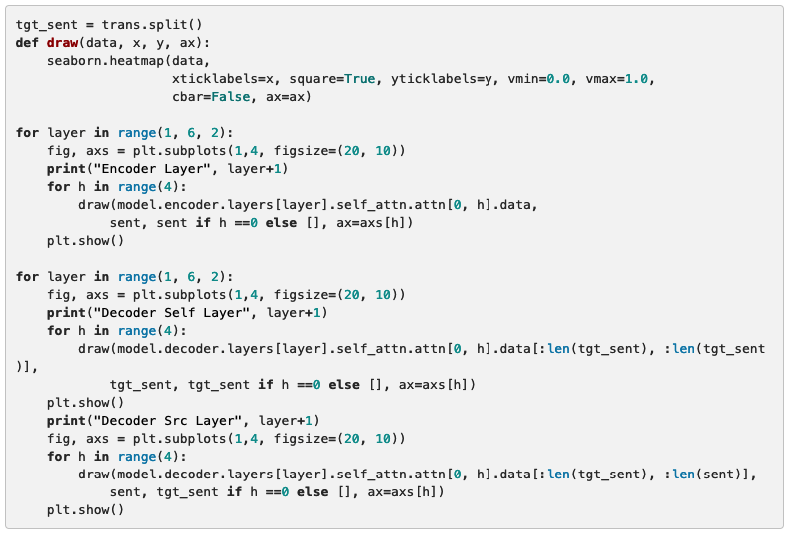 tgt_sent = trans.split()
def draw(data, x, y, ax):
    seaborn.heatmap(data,
                    xticklabels=x, square=True, yticklabels=y, vmin=0.0, vmax=1.0,
                    cbar=False, ax=ax)

for layer in range(1, 6, 2):
    fig, axs = plt.subplots(1,4, figsize=(20, 10))
    print("Encoder Layer", layer+1)
    for h in range(4):
        draw(model.encoder.layers[layer].self_attn.attn[0, h].data,
            sent, sent if h ==0 else [], ax=axs[h])
    plt.show()

for layer in range(1, 6, 2):
    fig, axs = plt.subplots(1,4, figsize=(20, 10))
    print("Decoder Self Layer", layer+1)
    for h in range(4):
        draw(model.decoder.layers[layer].self_attn.attn[0, h].data[:len(tgt_sent), :len(tgt_sent
)],
            tgt_sent, tgt_sent if h ==0 else [], ax=axs[h])
    plt.show()
    print("Decoder Src Layer", layer+1)
    fig, axs = plt.subplots(1,4, figsize=(20, 10))
    for h in range(4):
        draw(model.decoder.layers[layer].self_attn.attn[0, h].data[:len(tgt_sent), :len(sent)],
            sent, tgt_sent if h ==0 else [], ax=axs[h])
    plt.show()